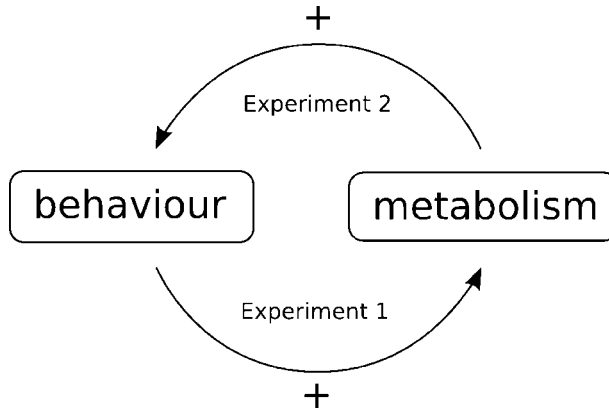 +
Experiment 2
behaviour
metabolism
Experiment 1
+